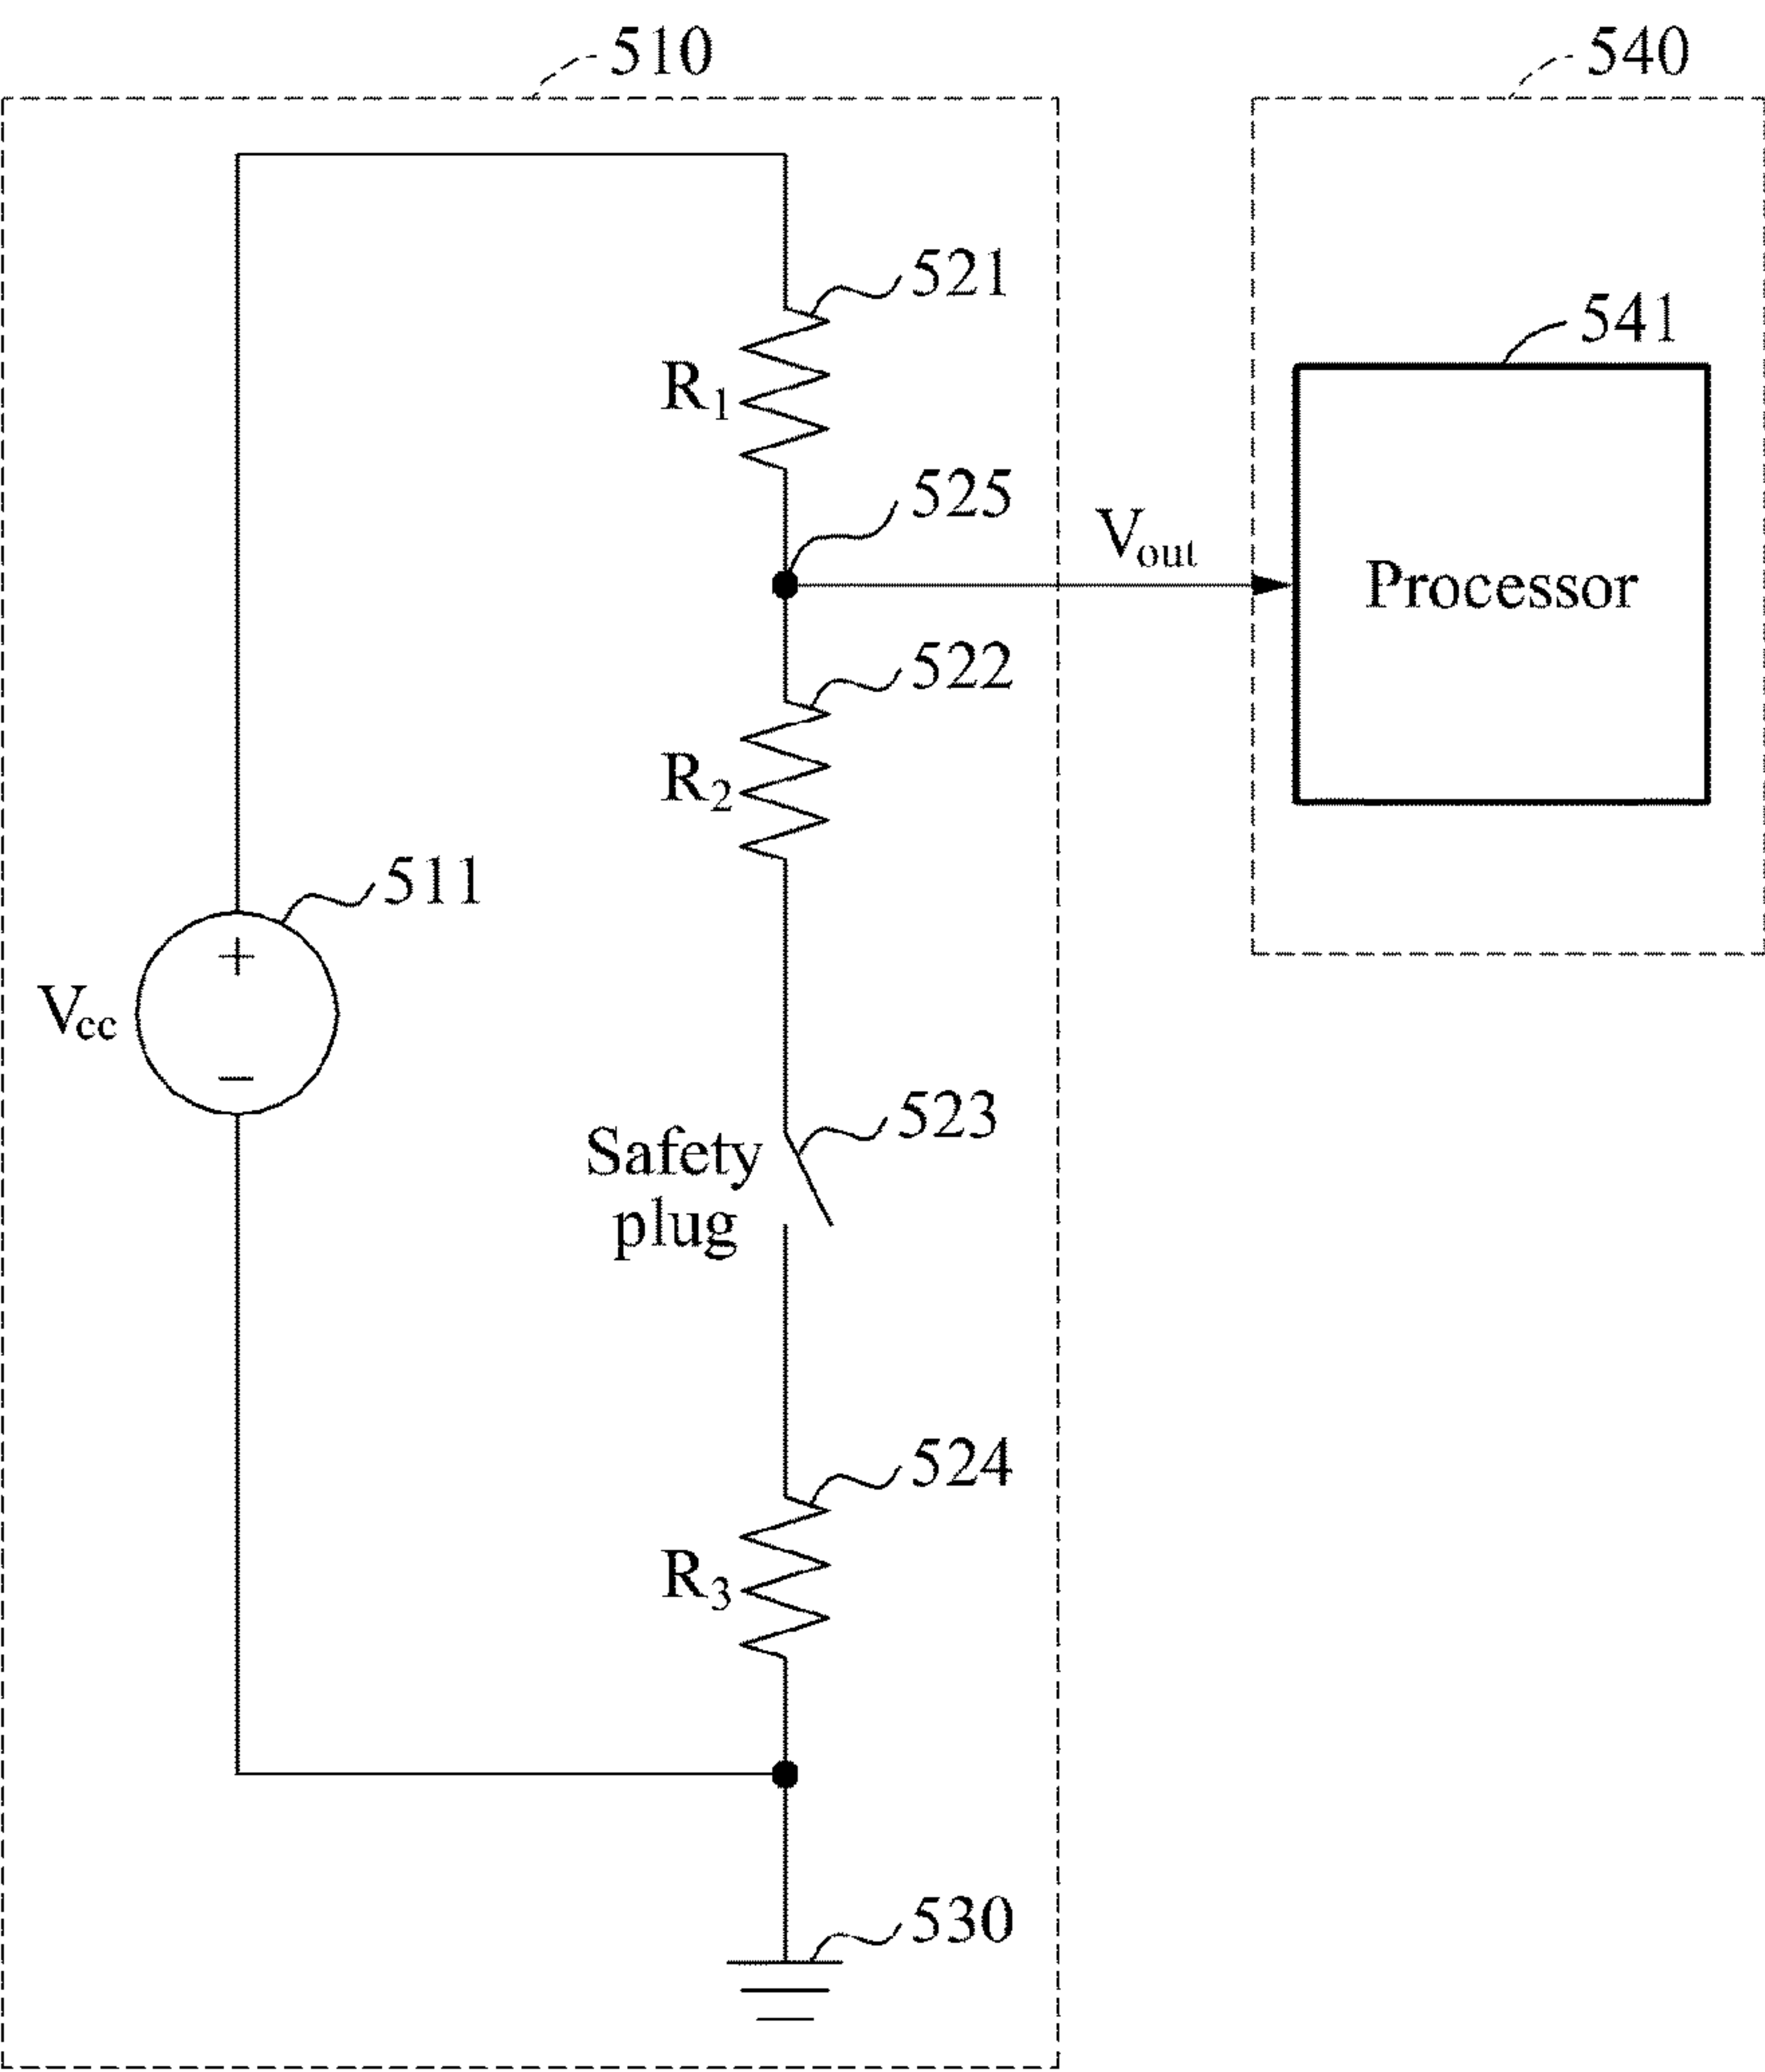 510
540
521
541
R1
525
Vout
Processor
522
R2
511
+
Vcc
−
523
Safety
plug
524
R3
530